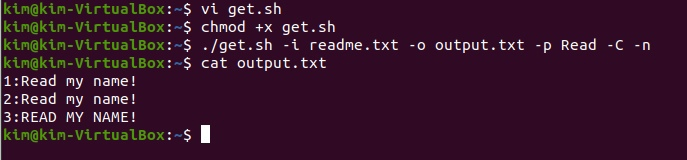 kim@kim-VirtualBox:~$ vi get.sh
kim@kim-VirtualBox:~$ chmod +x get.sh
kim@kim-VirtualBox:~$ ./get.sh -i readme.txt -o output.txt -p Read -C -n
kim@kim-VirtualBox:~$ cat output.txt
1:Read my name!
2:Read my name!
3:READ MY NAME!
kim@kim-VirtualBox:~$